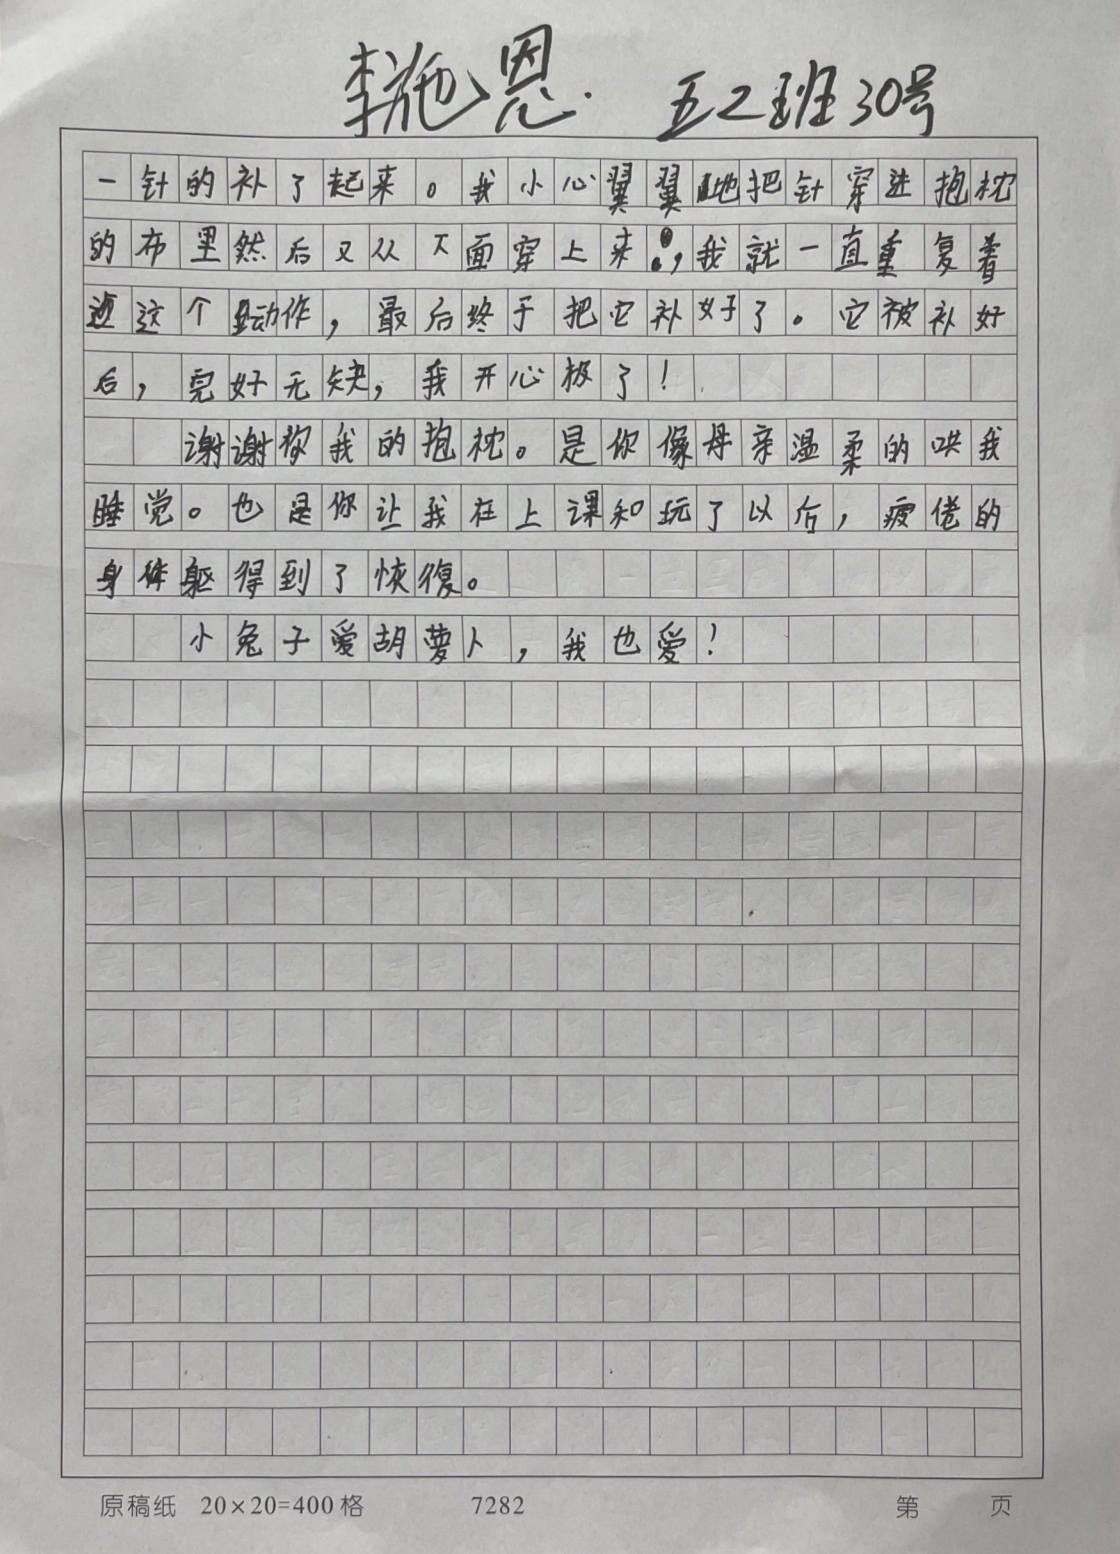 李施恩. 五2班30号
一针的补了起来。我小心翼翼地把针穿进抱枕
的布里然后又从下面穿上来,我就一直重复着
这个动作,最后终于把它补好了。它被补好
后,完好无缺,我开心极了!
谢谢你我的抱枕。是你像母亲温柔的哄我
睡觉。也是你让我在上课和玩了以后,疲倦的
身体躯得到了恢復。
小兔子爱胡萝卜,我也爱!
原稿纸 20×20=400格 7282 第 页